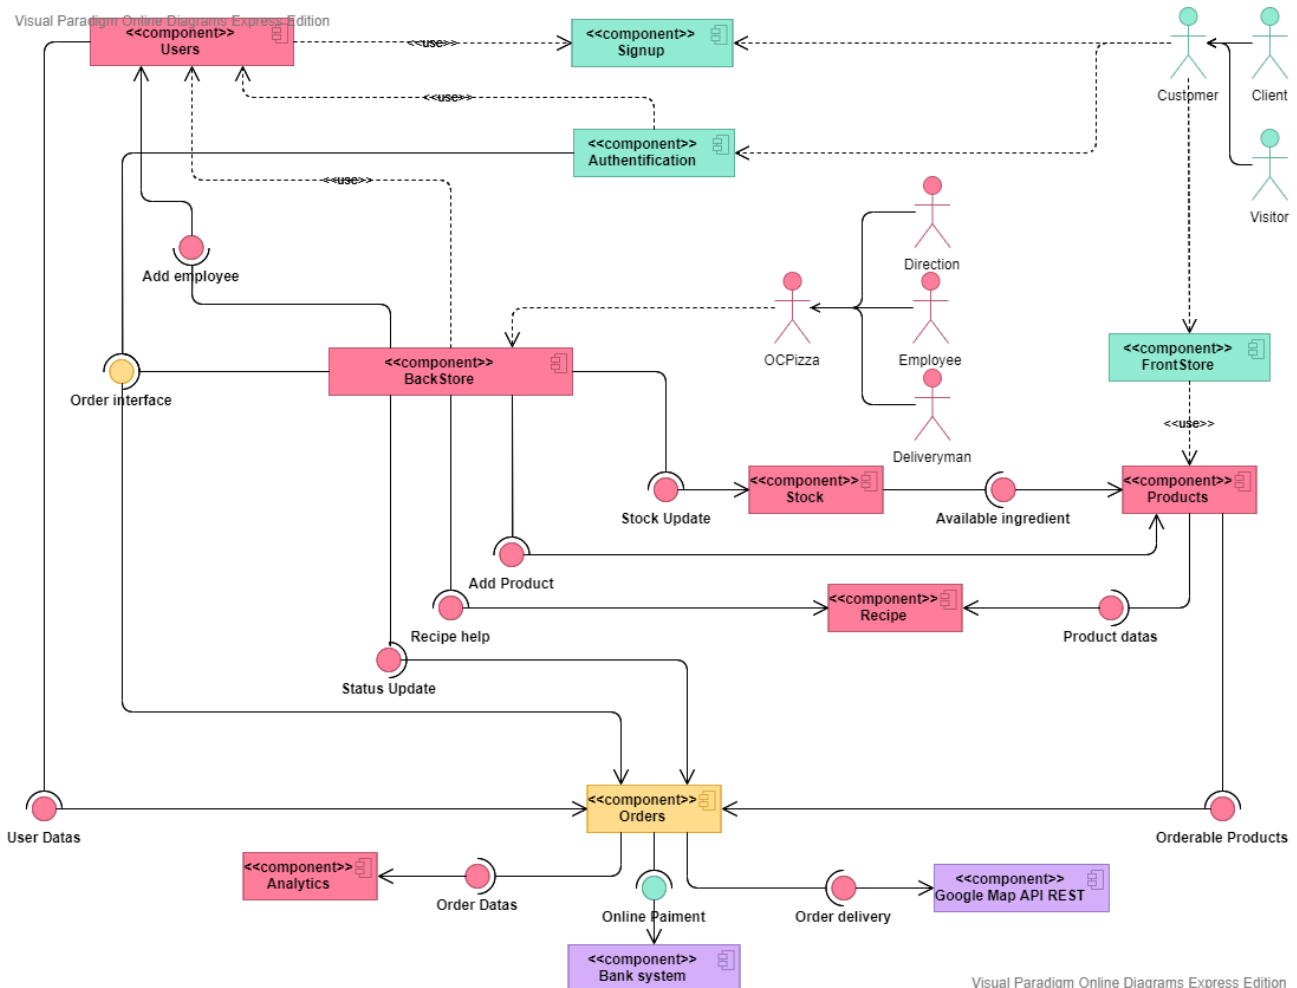 Visual Paradigm Online Diagrams Express Edition
<<component>>
Users
<<use>>
<<component>>
Signup
Customer
Client
<<use>>
<<component>>
Authentification
<<use>>
Visitor
Add employee
Direction
OCPizza
Employee
<<component>>
BackStore
<<component>>
FrontStore
Order interface
<<use>>
Deliveryman
Stock Update
<<component>>
Stock
Available ingredient
<<component>>
Products
Add Product
Recipe help
<<component>>
Recipe
Product datas
Status Update
User Datas
<<component>>
Orders
Orderable Products
<<component>>
Analytics
Order Datas
Online Paiment
Order delivery
<<component>>
Google Map API REST
<<component>>
Bank system
Visual Paradigm Online Diagrams Express Edition